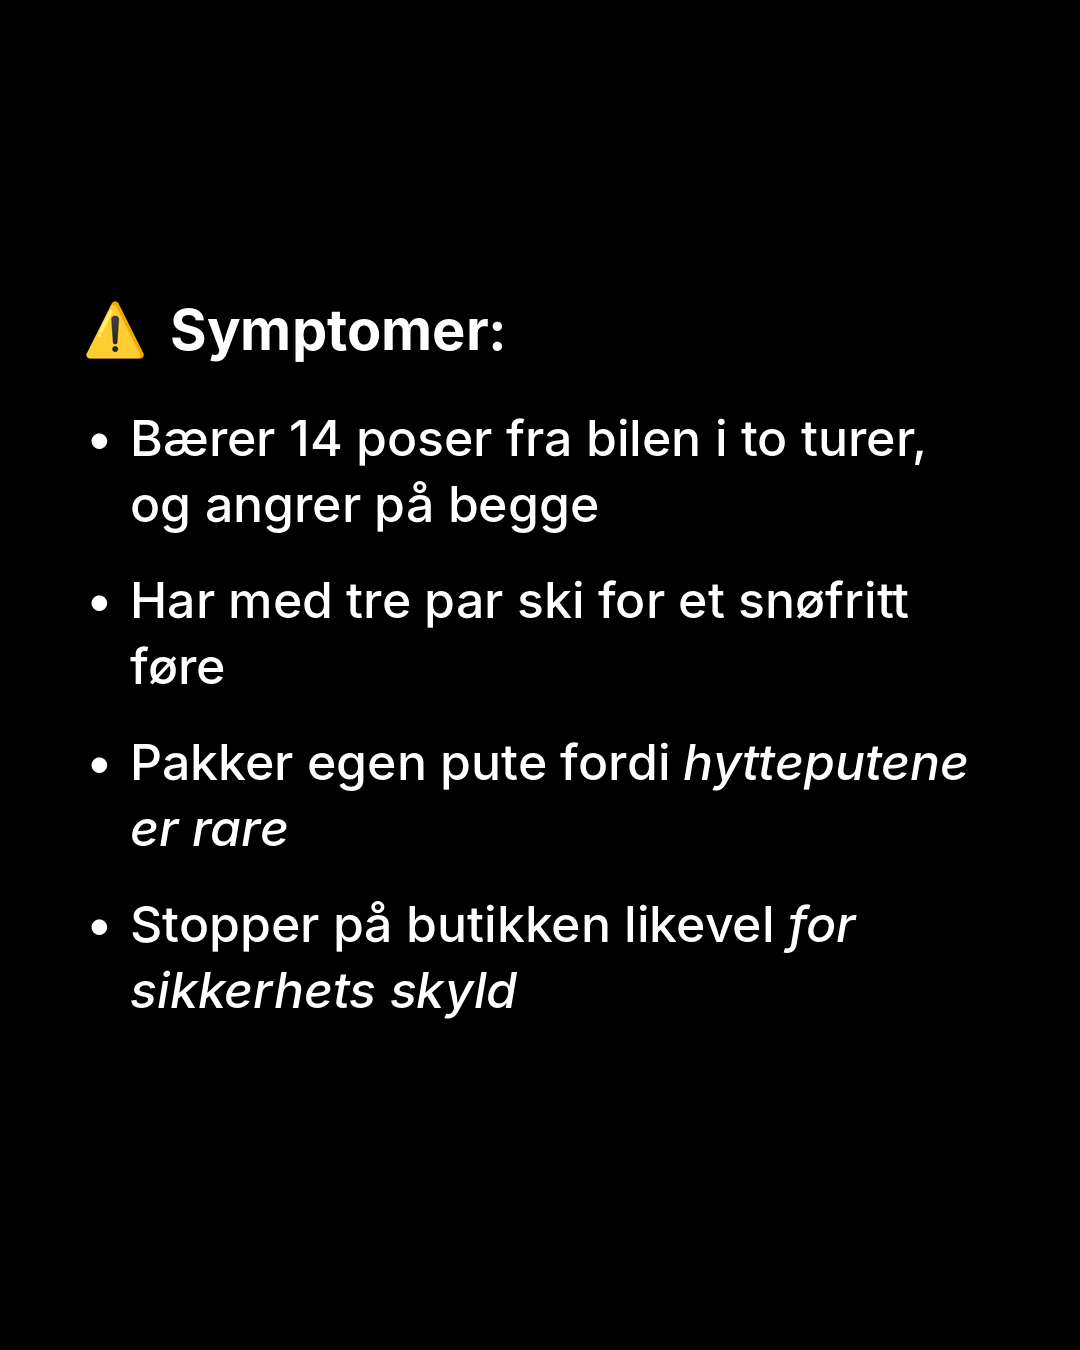 ⚠️ Symptomer:
• Bærer 14 poser fra bilen i to turer,
og angrer på begge
• Har med tre par ski for et snøfritt
føre
• Pakker egen pute fordi hytteputene
er rare
• Stopper på butikken likevel for
sikkerhets skyld